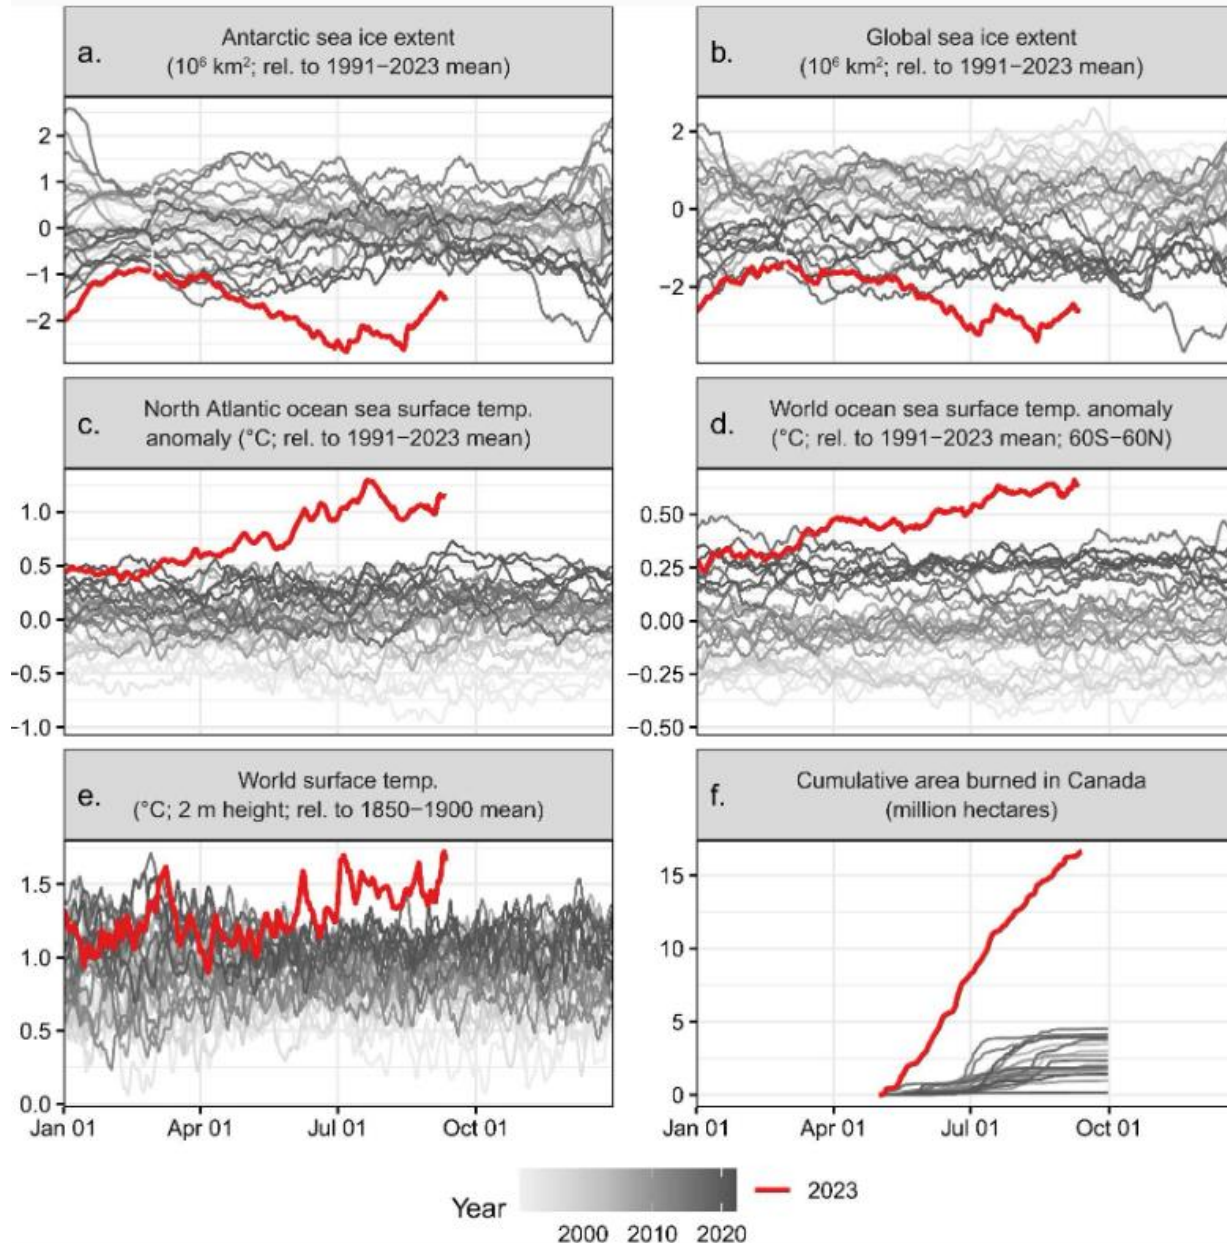 a.
Antarctic sea ice extent
(10⁶ km²; rel. to 1991−2023 mean)
2
1
0
−1
−2
b.
Global sea ice extent
(10⁶ km²; rel. to 1991−2023 mean)
2
0
−2
c.
North Atlantic ocean sea surface temp.
anomaly (°C; rel. to 1991−2023 mean)
1.0
0.5
0.0
−0.5
−1.0
d.
World ocean sea surface temp. anomaly
(°C; rel. to 1991−2023 mean; 60S−60N)
0.50
0.25
0.00
−0.25
−0.50
e.
World surface temp.
(°C; 2 m height; rel. to 1850−1900 mean)
1.5
1.0
0.5
0.0
Jan 01 Apr 01 Jul 01 Oct 01
f.
Cumulative area burned in Canada
(million hectares)
15
10
5
0
Jan 01 Apr 01 Jul 01 Oct 01
Year
2000 2010 2020
2023